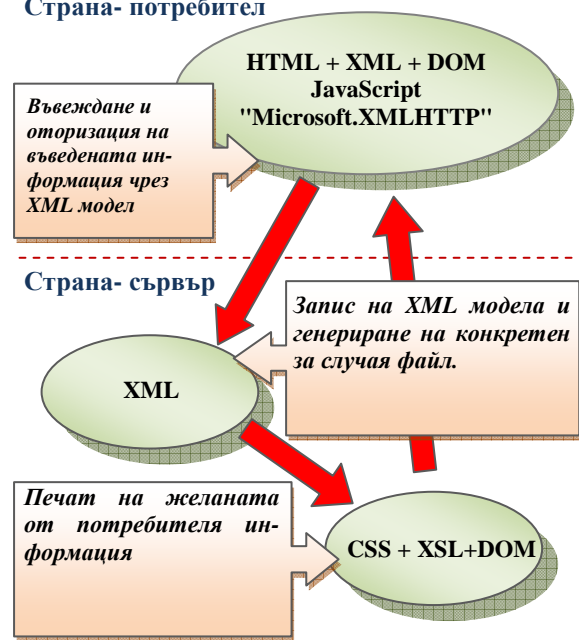 Страна- потребител
HTML + XML + DOM
JavaScript
"Microsoft.XMLHTTP"
Въвеждане и
оторизация на
въведената ин-
формация чрез
XML модел
Страна- сървър
Запис на XML модела и
генериране на конкретен
за случая файл.
XML
Печат на желаната
от потребителя ин-
формация
CSS + XSL+DOM